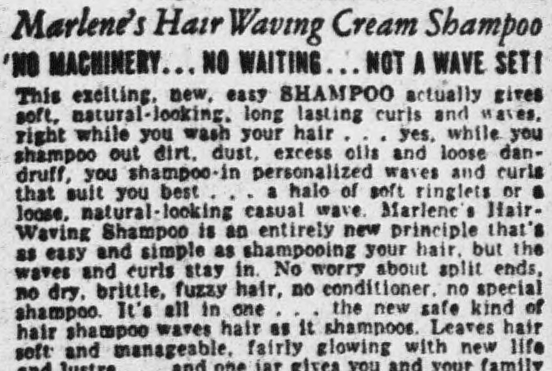 Marlene's Hair Waving Cream Shampoo
'NO MACHINERY... NO WAITING... NOT A WAVE SET!
This exciting, new, easy SHAMPOO actually gives
soft, natural-looking, long lasting curls and waves,
right while you wash your hair . . . yes, while you
shampoo out dirt, dust, excess oils and loose dan-
druff, you shampoo-in personalized waves and curls
that suit you best . . . a halo of soft ringlets or a
loose, natural-looking casual wave. Marlene's Hair-
Waving Shampoo is an entirely new principle that's
as easy and simple as shampooing your hair, but the
waves and curls stay in. No worry about split ends,
no dry, brittle, fuzzy hair, no conditioner, no special
shampoo. It's all in one . . . the new safe kind of
hair shampoo waves hair as it shampoos. Leaves hair
soft and manageable, fairly glowing with new life
and lustre . . . and one jar gives you and your family